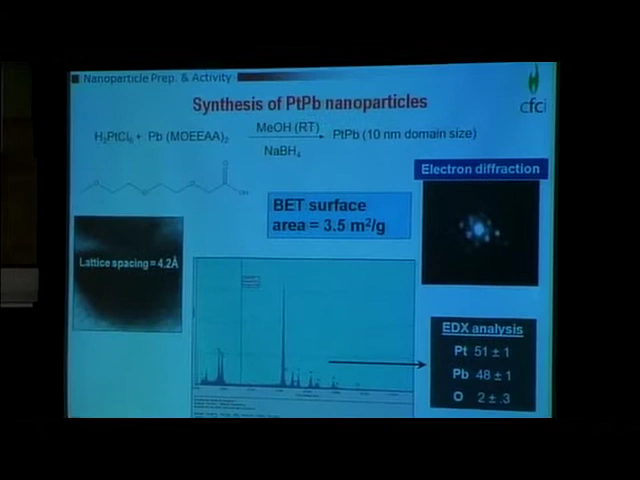 Nanoparticle Prep. & Activity
cfci
Synthesis of PtPb nanoparticles
H2PtCl6 + Pb (MOEEAA)2
MeOH (RT)
NaBH4
PtPb (10 nm domain size)
Electron diffraction
O
OH
BET surface
area = 3.5 m²/g
Lattice spacing = 4.2Å
EDX analysis
Pt 51 ± 1
Pb 48 ± 1
O 2 ± .3